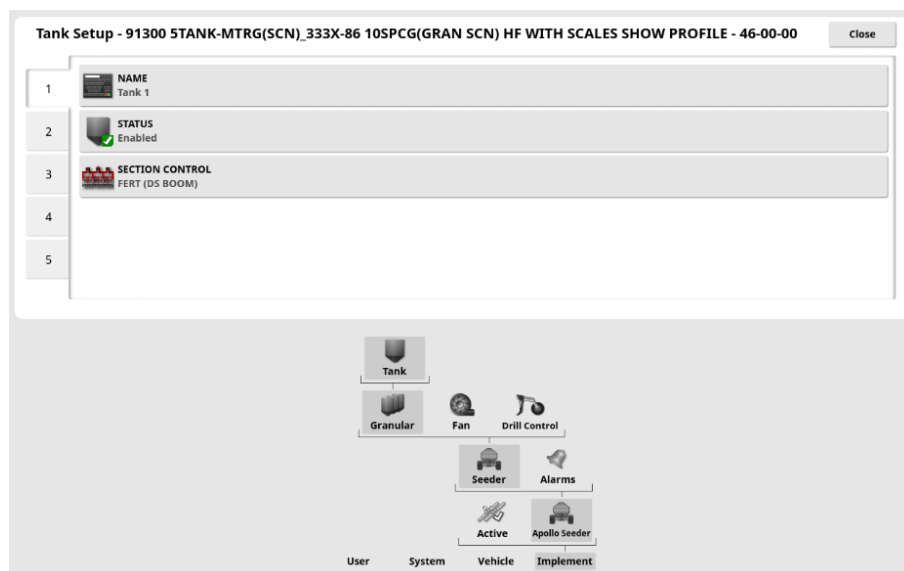 Tank Setup - 91300 5TANK-MTRG(SCN)_333X-86 10SPCG(GRAN SCN) HF WITH SCALES SHOW PROFILE - 46-00-00 Close
1
NAME
Tank 1
2
STATUS
Enabled
3
SECTION CONTROL
FERT (DS BOOM)
4
5
Tank
Granular Fan Drill Control
Seeder Alarms
Active Apollo Seeder
User System Vehicle Implement